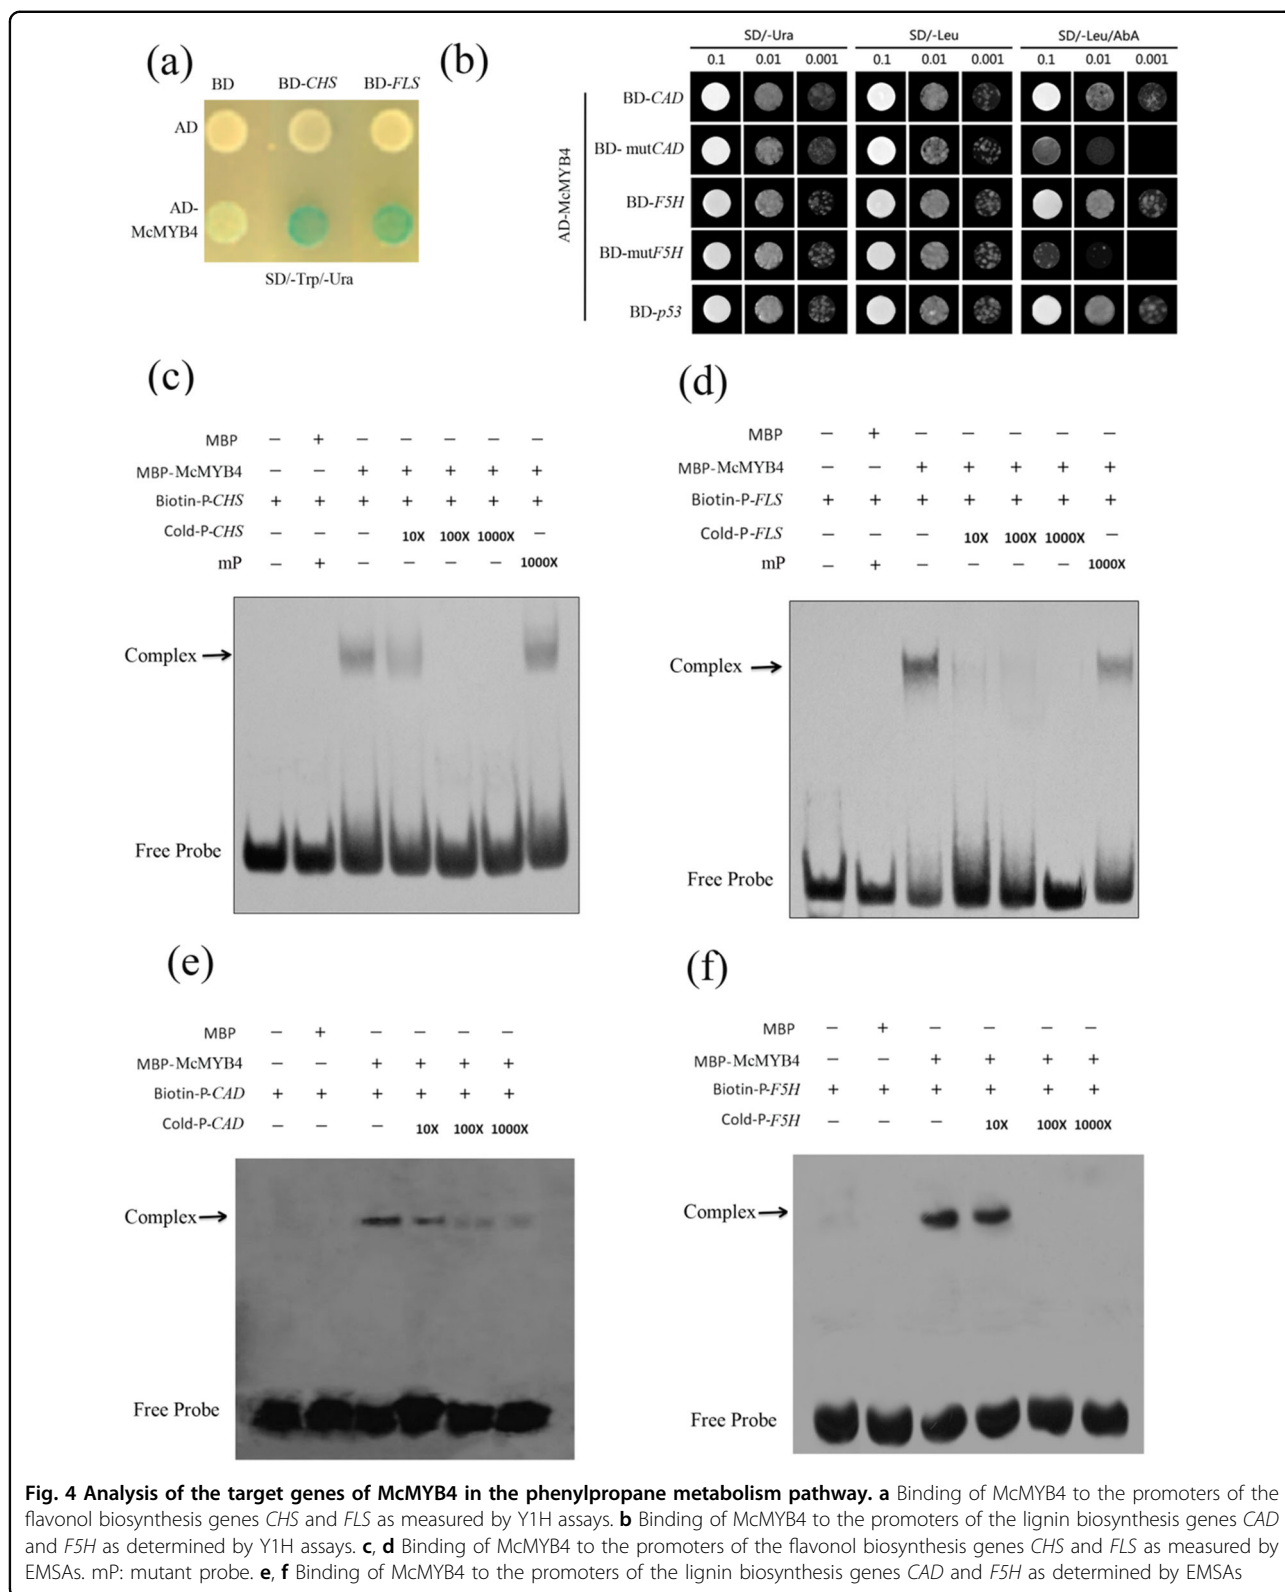 (a)
BD BD-CHS BD-FLS
AD
AD-
McMYB4
SD/-Trp/-Ura
(b)
SD/-Ura SD/-Leu SD/-Leu/AbA
0.1 0.01 0.001 0.1 0.01 0.001 0.1 0.01 0.001
AD-McMYB4
BD-CAD
BD- mutCAD
BD-F5H
BD-mutF5H
BD-p53
(c)
MBP − + − − − − −
MBP-McMYB4 − − + + + + +
Biotin-P-CHS + + + + + + +
Cold-P-CHS − − − 10X 100X 1000X −
mP − + − − − − 1000X
Complex
Free Probe
(d)
MBP − + − − − − −
MBP-McMYB4 − − + + + + +
Biotin-P-FLS + + + + + + +
Cold-P-FLS − − − 10X 100X 1000X −
mP − + − − − − 1000X
Complex
Free Probe
(e)
MBP − + − − − −
MBP-McMYB4 − − + + + +
Biotin-P-CAD + + + + + +
Cold-P-CAD − − − 10X 100X 1000X
Complex
Free Probe
(f)
MBP − + − − − −
MBP-McMYB4 − − + + + +
Biotin-P-F5H + + + + + +
Cold-P-F5H − − − 10X 100X 1000X
Complex
Free Probe
Fig. 4 Analysis of the target genes of McMYB4 in the phenylpropane metabolism pathway. a Binding of McMYB4 to the promoters of the
flavonol biosynthesis genes CHS and FLS as measured by Y1H assays. b Binding of McMYB4 to the promoters of the lignin biosynthesis genes CAD
and F5H as determined by Y1H assays. c, d Binding of McMYB4 to the promoters of the flavonol biosynthesis genes CHS and FLS as measured by
EMSAs. mP: mutant probe. e, f Binding of McMYB4 to the promoters of the lignin biosynthesis genes CAD and F5H as determined by EMSAs